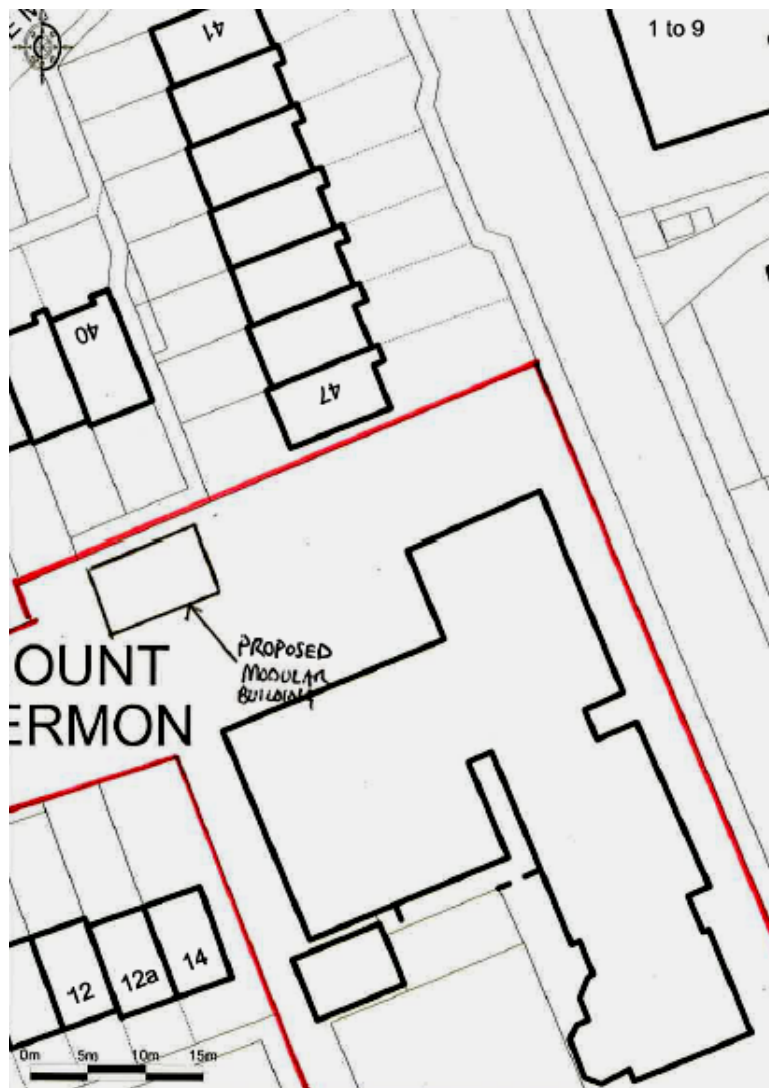 41
1 to 9
40
47
PROPOSED
MODULAR
BUILDING
OUNT
ERMON
12
12a
14
0m 5m 10m 15m